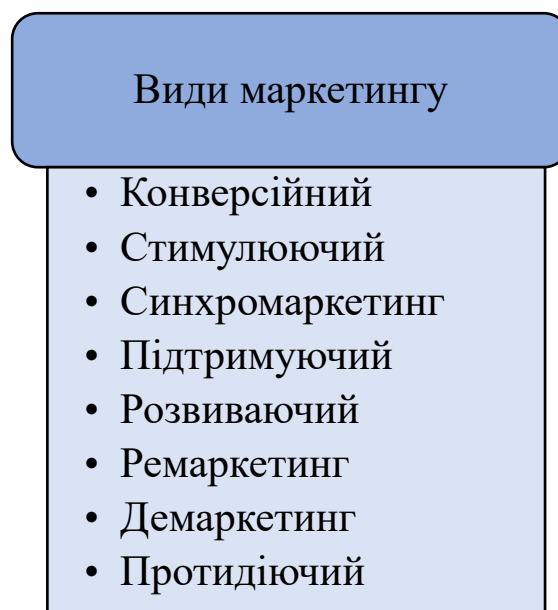 Види маркетингу
• Конверсійний
• Стимулюючий
• Синхромаркетинг
• Підтримуючий
• Розвиваючий
• Ремаркетинг
• Демаркетинг
• Протидіючий